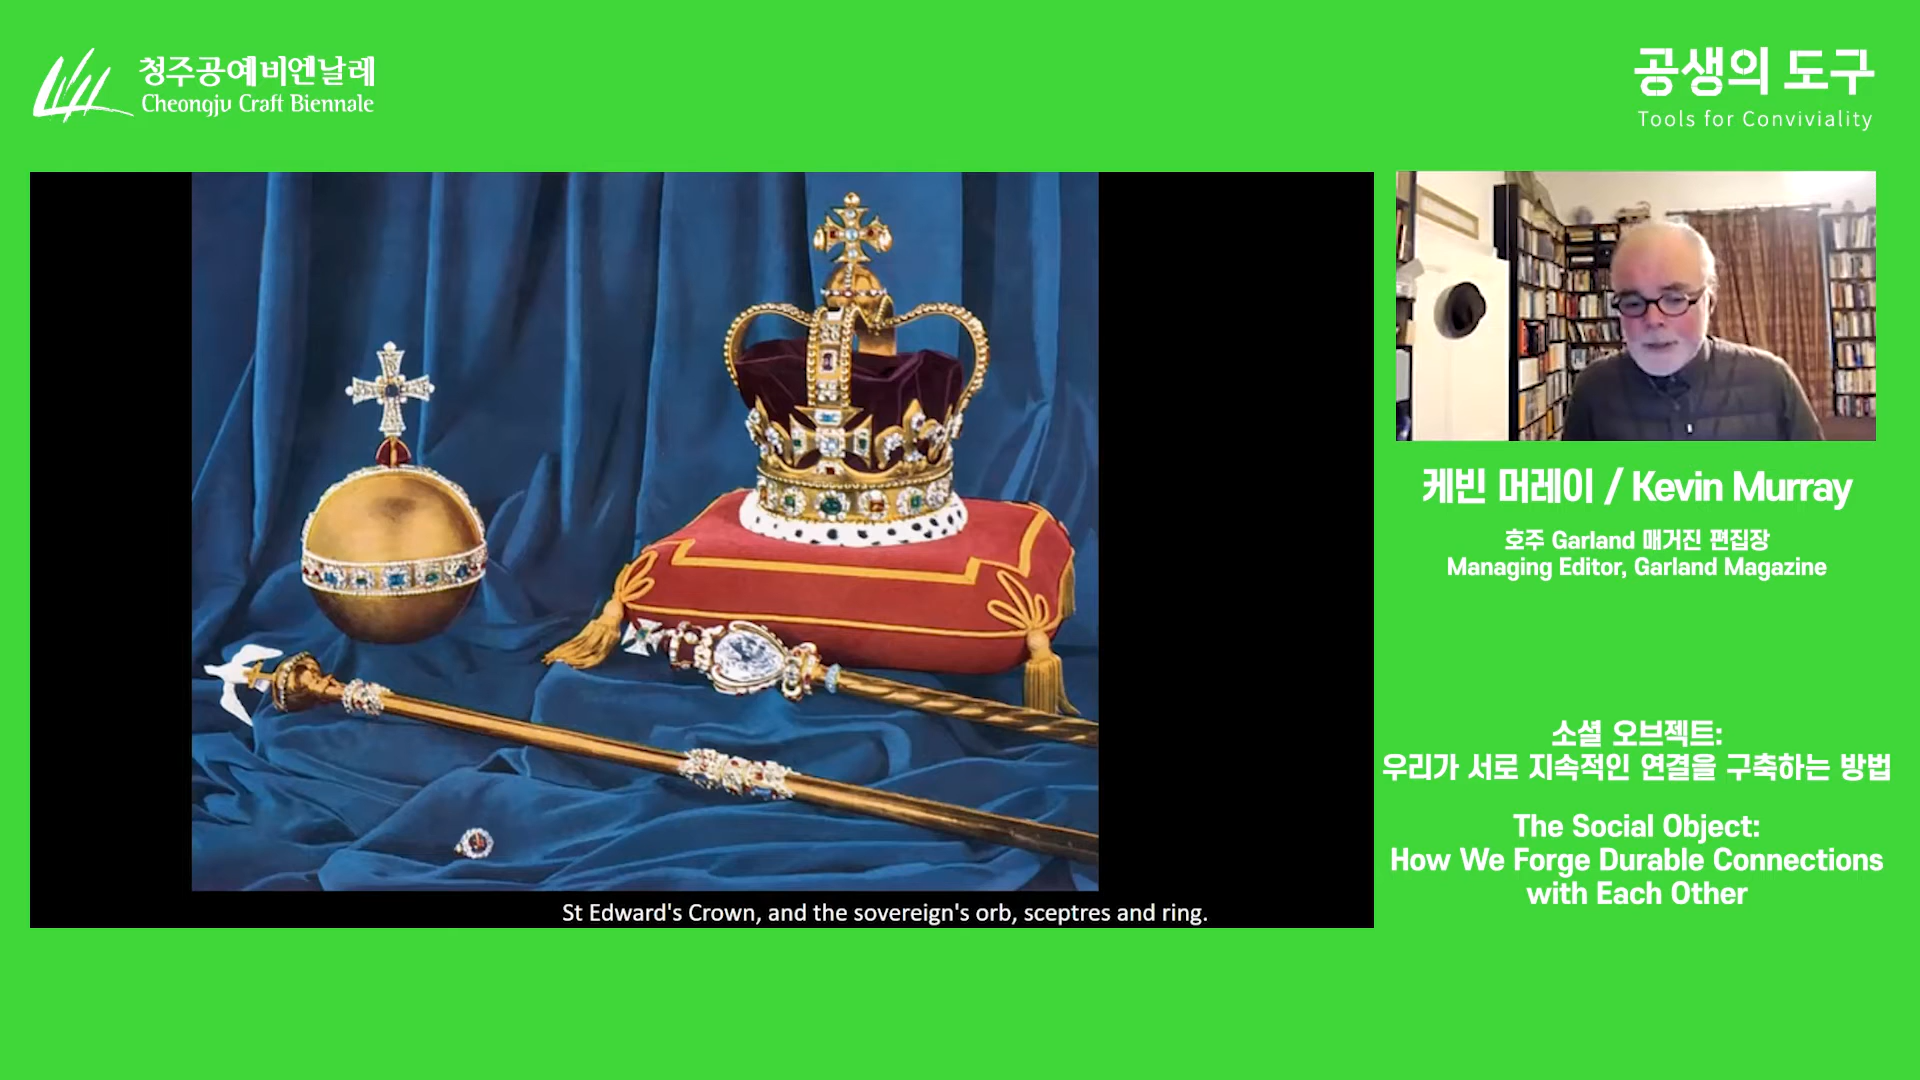 청주공예비엔날레
Cheongju Craft Biennale
공생의 도구
Tools for Conviviality
St Edward's Crown, and the sovereign's orb, sceptres and ring.
케빈 머레이 / Kevin Murray
호주 Garland 매거진 편집장
Managing Editor, Garland Magazine
소셜 오브젝트:
우리가 서로 지속적인 연결을 구축하는 방법
The Social Object:
How We Forge Durable Connections
with Each Other